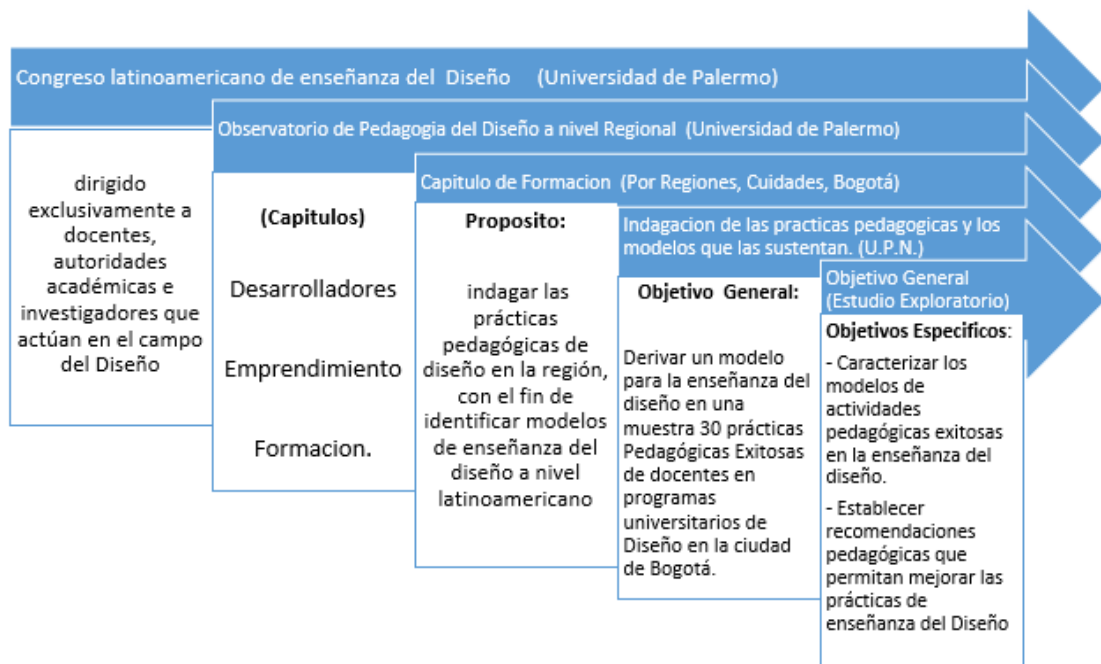 Congreso latinoamericano de enseñanza del Diseño (Universidad de Palermo)
dirigido
exclusivamente a
docentes,
autoridades
académicas e
investigadores que
actúan en el campo
del Diseño
Observatorio de Pedagogia del Diseño a nivel Regional (Universidad de Palermo)
(Capitulos)
Desarrolladores
Emprendimiento
Formacion.
Capitulo de Formacion (Por Regiones, Cuidades, Bogotá)
Proposito:
indagar las
prácticas
pedagógicas de
diseño en la región,
con el fin de
identificar modelos
de enseñanza del
diseño a nivel
latinoamericano
Indagacion de las practicas pedagogicas y los
modelos que las sustentan. (U.P.N.)
Objetivo General:
Derivar un modelo
para la enseñanza del
diseño en una
muestra 30 prácticas
Pedagógicas Exitosas
de docentes en
programas
universitarios de
Diseño en la ciudad
de Bogotá.
Objetivo General
(Estudio Exploratorio)
Objetivos Especificos:
- Caracterizar los
modelos de
actividades
pedagógicas exitosas
en la enseñanza del
diseño.
- Establecer
recomendaciones
pedagógicas que
permitan mejorar las
prácticas de
enseñanza del Diseño